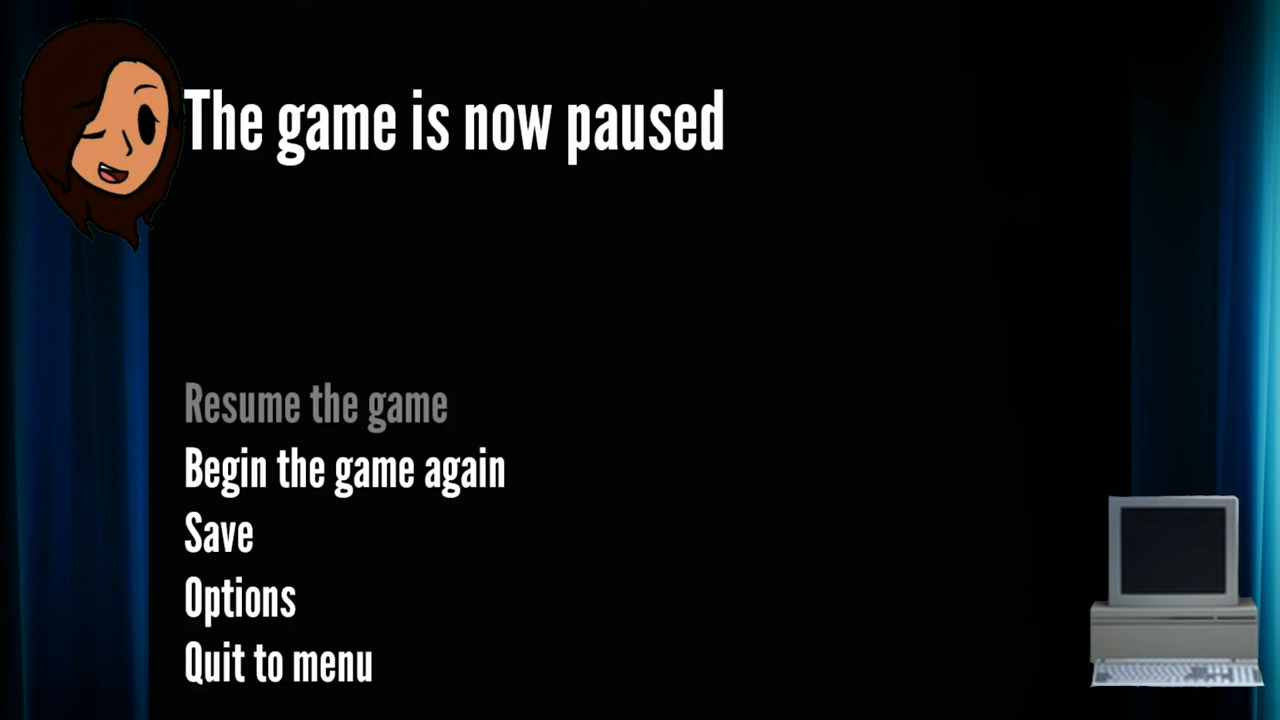 The game is now paused
Resume the game
Begin the game again
Save
Options
Quit to menu